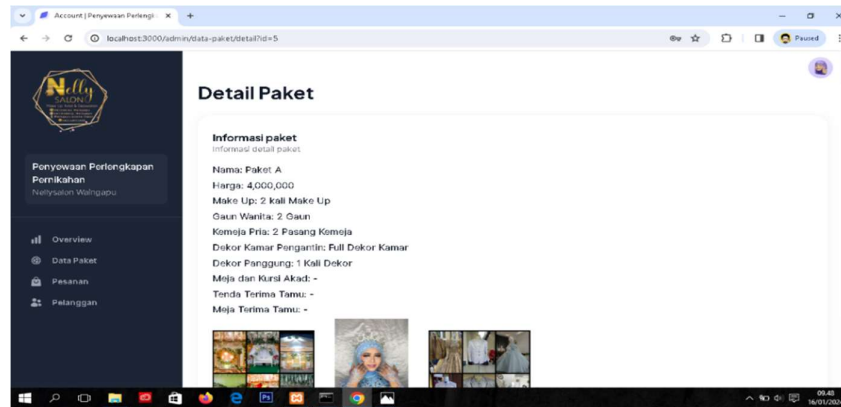 Account | Penyewaan Perlengk
localhost:3000/admin/data-paket/detail?id=5
Paused
Nelly
SALON
Penyewaan Perlengkapan
Pernikahan
Nellysalon Waingapu
Overview
Data Paket
Pesanan
Pelanggan
Detail Paket
Informasi paket
Informasi detail paket
Nama: Paket A
Harga: 4,000,000
Make Up: 2 kali Make Up
Gaun Wanita: 2 Gaun
Kemeja Pria: 2 Pasang Kemeja
Dekor Kamar Pengantin: Full Dekor Kamar
Dekor Panggung: 1 Kali Dekor
Meja dan Kursi Akad: -
Tenda Terima Tamu: -
Meja Terima Tamu: -
09.48